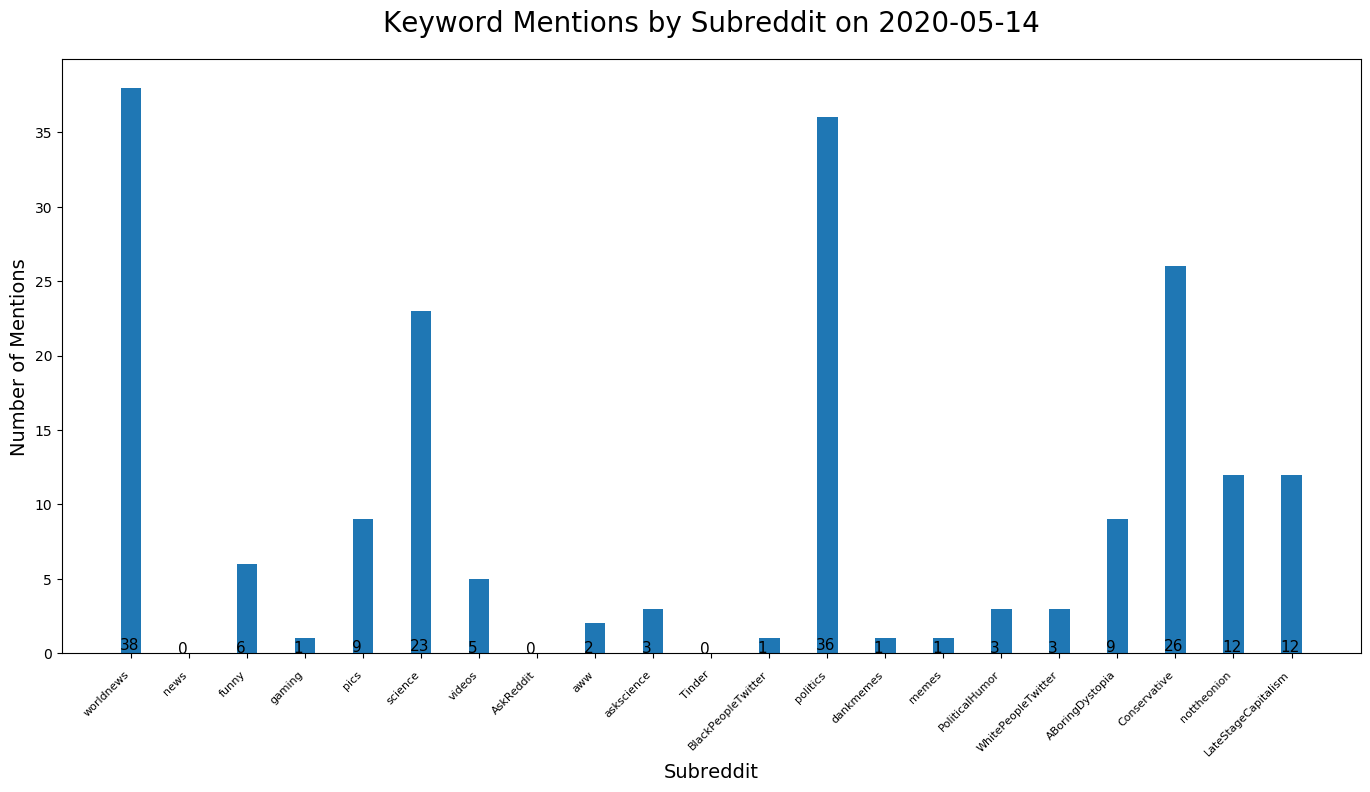 Keyword Mentions by Subreddit on 2020-05-14
Number of Mentions
35
30
25
20
15
10
5
0
38
0
6
1
9
23
5
0
2
3
0
1
36
1
1
3
3
9
26
12
12
worldnews
news
funny
gaming
pics
science
videos
AskReddit
aww
askscience
Tinder
BlackPeopleTwitter
politics
dankmemes
memes
PoliticalHumor
WhitePeopleTwitter
ABoringDystopia
Conservative
nottheonion
LateStageCapitalism
Subreddit